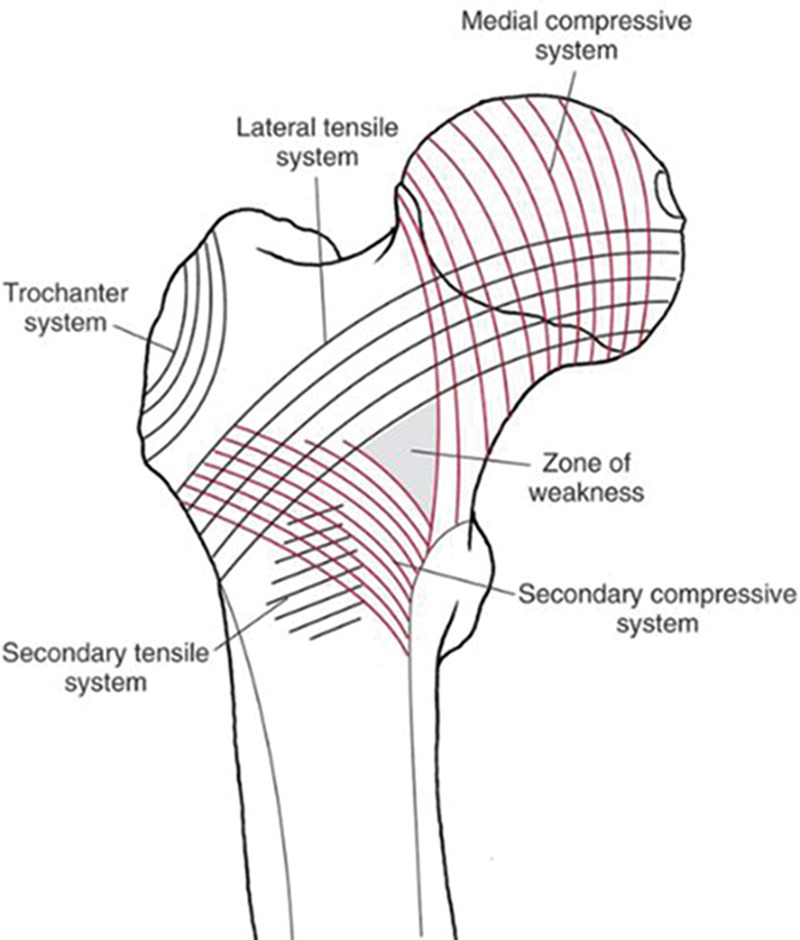 Medial compressive
system
Lateral tensile
system
Trochanter
system
Zone of
weakness
Secondary compressive
system
Secondary tensile
system